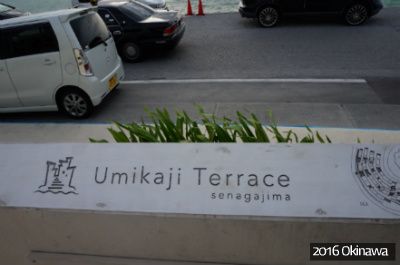 Umikaji Terrace
senagajima
2016 Okinawa